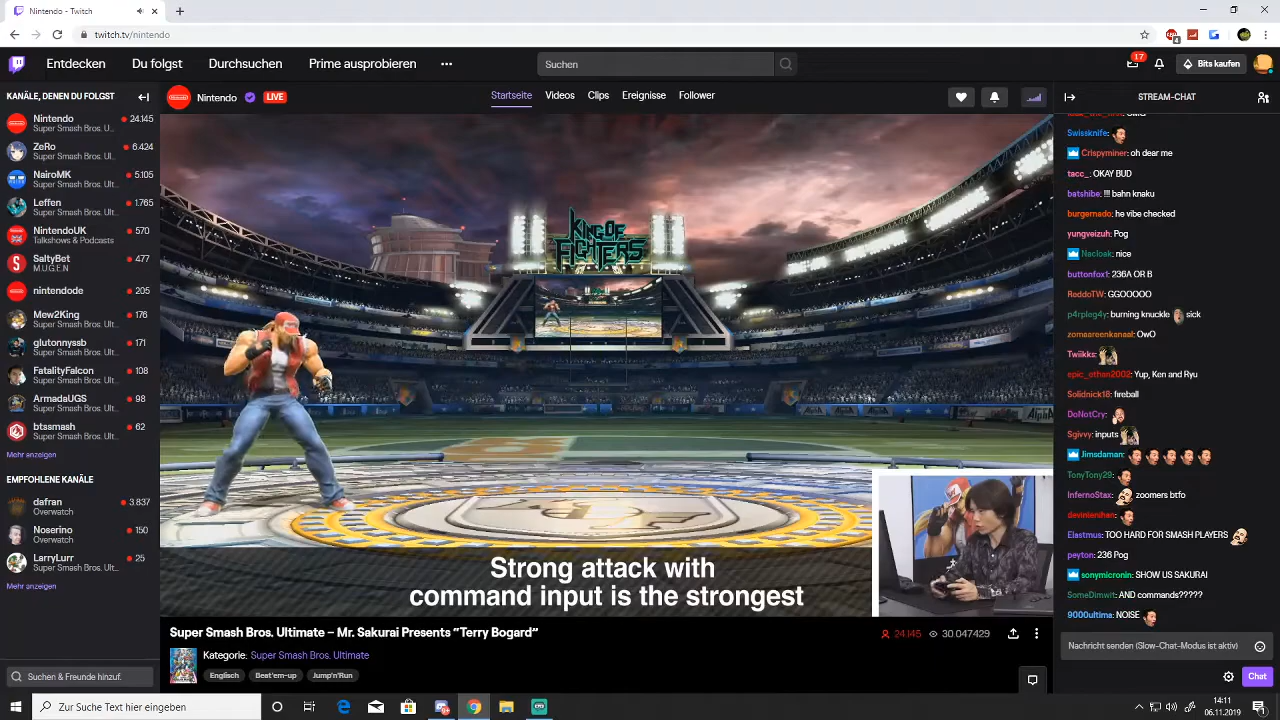 Nintendo - Twitch
twitch.tv/nintendo
Entdecken
Du folgst
Durchsuchen
Prime ausprobieren
Suchen
17
Bits kaufen
KANÄLE, DENEN DU FOLGST
Nintendo 24.145
Super Smash Bros. U...
ZeRo 6.424
Super Smash Bros. Ul...
NairoMK 5.105
Super Smash Bros. Ul...
Leffen 1.765
Super Smash Bros. Ult...
NintendoUK 570
Talkshows & Podcasts
SaltyBot 477
M.U.G.E.N
nintendode 205
Mew2King 176
Super Smash Bros. Ul...
glutonnyssb 171
Super Smash Bros. Ult...
FatalityFalcon 108
Super Smash Bros. Ult...
ArmadaUGS 98
Super Smash Bros. Ult...
btssmash 62
Super Smash Bros. Ult...
Mehr anzeigen
EMPFOHLENE KANÄLE
dafran 3.837
Overwatch
Noserino 150
Overwatch
LarryLurr 25
Super Smash Bros. Ult...
Mehr anzeigen
Suchen & Freunde hinzuf.
Nintendo LIVE
Startseite
Videos
Clips
Ereignisse
Follower
KING OF
FIGHTERS
Strong attack with
command input is the strongest
Super Smash Bros. Ultimate – Mr. Sakurai Presents "Terry Bogard"
24.145 30.047.429
Kategorie: Super Smash Bros. Ultimate
Englisch
Beat'em-up
Jump'n'Run
STREAM-CHAT
Swissknife:
Crispyminer: oh dear me
tacc_: OKAY BUD
batshibe: !!! bahn knaku
burgernado: he vibe checked
yungveizuh: Pog
Nacloak: nice
buttonfox1: 236A OR B
ReddoTW: GGOOOOO
p4rpleg4y: burning knuckle sick
zomaareenkanaal: OwO
Twiikks:
epic_ethan2002: Yup, Ken and Ryu
Solidnick18: fireball
DoNotCry:
Sgivvy: inputs
Jimsdaman:
TonyTony29:
InfernoStax: zoomers btfo
devinienihan:
Elastmus: TOO HARD FOR SMASH PLAYERS
peyton: 236 Pog
sonymicronin: SHOW US SAKURAI
SomeDimwit: AND commands?????
9000ultima: NOISE
Nachricht senden (Slow-Chat-Modus ist aktiv)
Chat
Zur Suche Text hier eingeben
14:11
06.11.2019